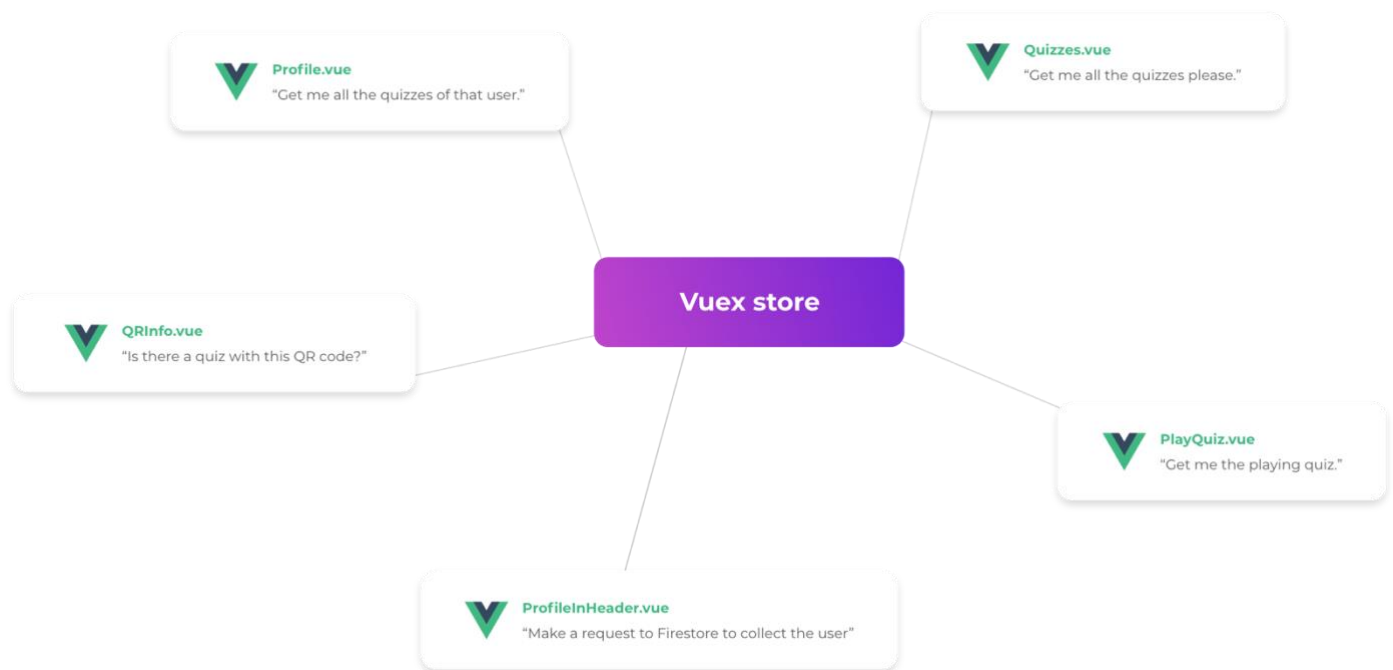 Profile.vue
“Get me all the quizzes of that user.”
Quizzes.vue
“Get me all the quizzes please.”
Vuex store
QRInfo.vue
“Is there a quiz with this QR code?”
PlayQuiz.vue
“Get me the playing quiz.”
ProfileInHeader.vue
“Make a request to Firestore to collect the user”